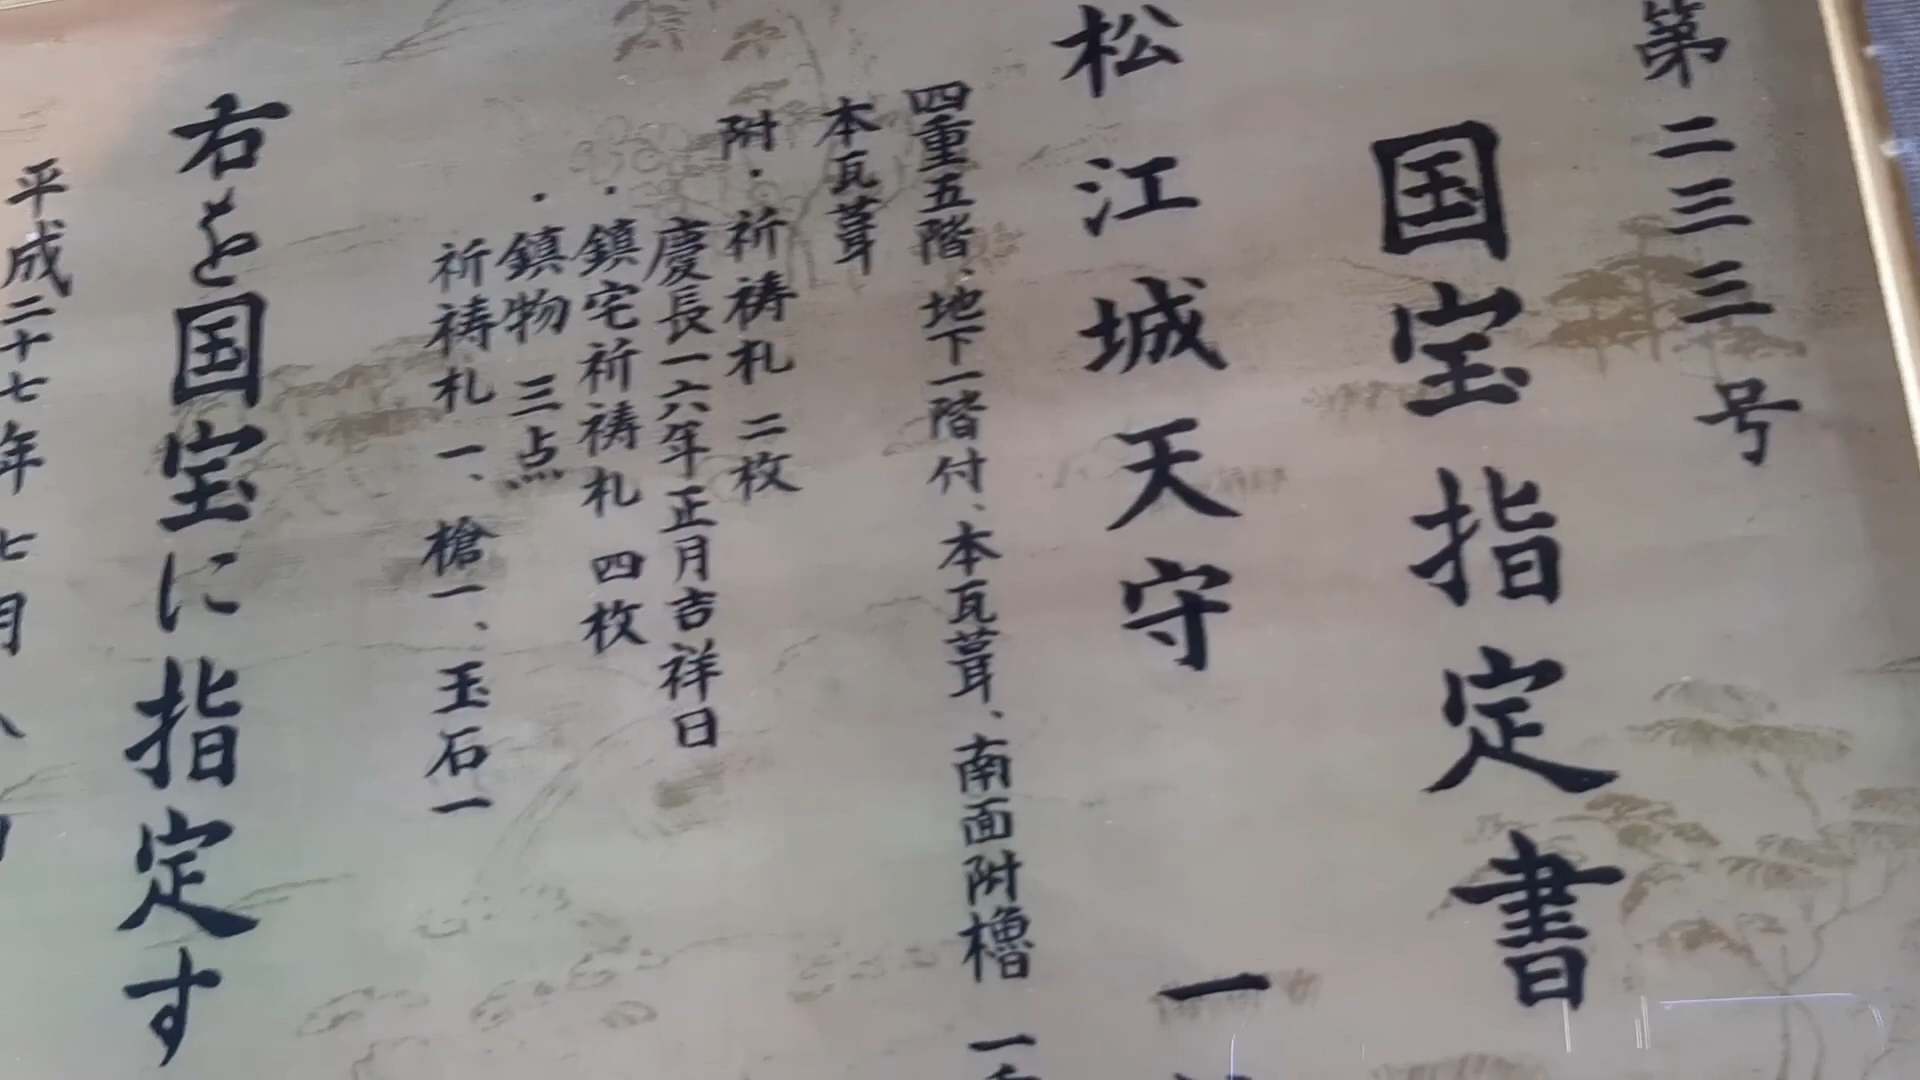 第二三三号
国宝指定書
松江城天守 一
四重五階、地下一階付、本瓦葺、南面附櫓 一重
本瓦葺
附・祈祷札 二枚
慶長一六年正月吉祥日
・鎮宅祈祷札 四枚
・鎮物 三点
祈祷札一、槍一、玉石一
右を国宝に指定す
平成二十七年七月八